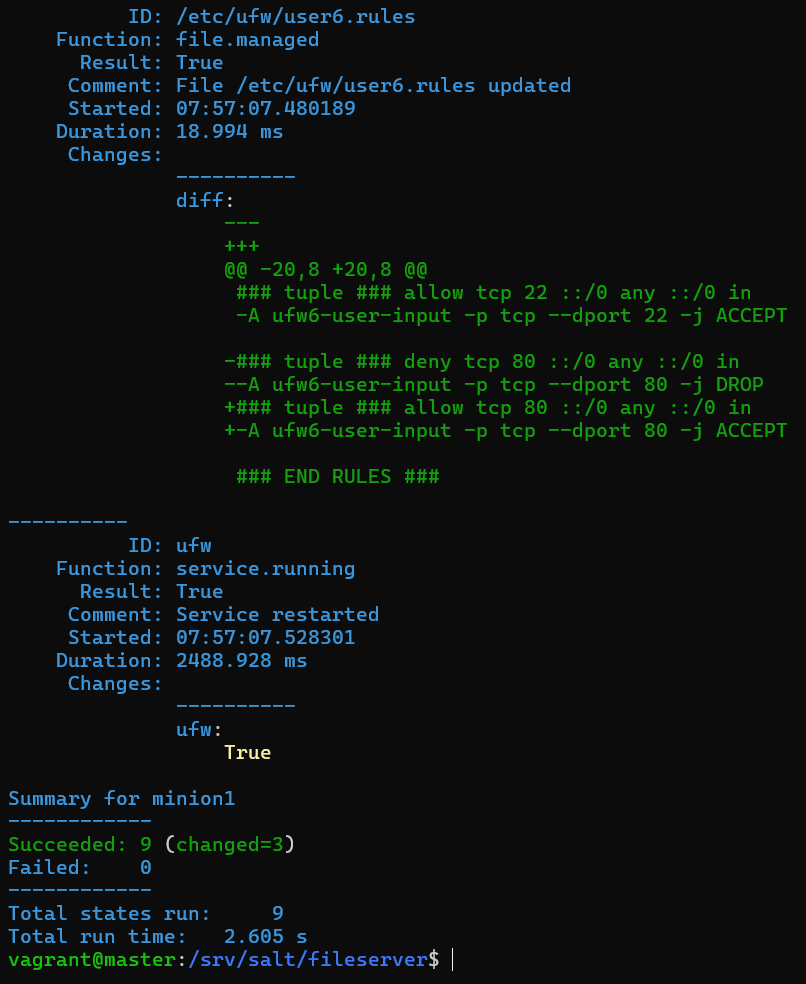 ID: /etc/ufw/user6.rules
Function: file.managed
Result: True
Comment: File /etc/ufw/user6.rules updated
Started: 07:57:07.480189
Duration: 18.994 ms
Changes:
----------
diff:
---
+++
@@ -20,8 +20,8 @@
### tuple ### allow tcp 22 ::/0 any ::/0 in
-A ufw6-user-input -p tcp --dport 22 -j ACCEPT
-### tuple ### deny tcp 80 ::/0 any ::/0 in
--A ufw6-user-input -p tcp --dport 80 -j DROP
+### tuple ### allow tcp 80 ::/0 any ::/0 in
+-A ufw6-user-input -p tcp --dport 80 -j ACCEPT
### END RULES ###
----------
ID: ufw
Function: service.running
Result: True
Comment: Service restarted
Started: 07:57:07.528301
Duration: 2488.928 ms
Changes:
----------
ufw:
True
Summary for minion1
------------
Succeeded: 9 (changed=3)
Failed:    0
------------
Total states run:     9
Total run time:   2.605 s
vagrant@master:/srv/salt/fileserver$